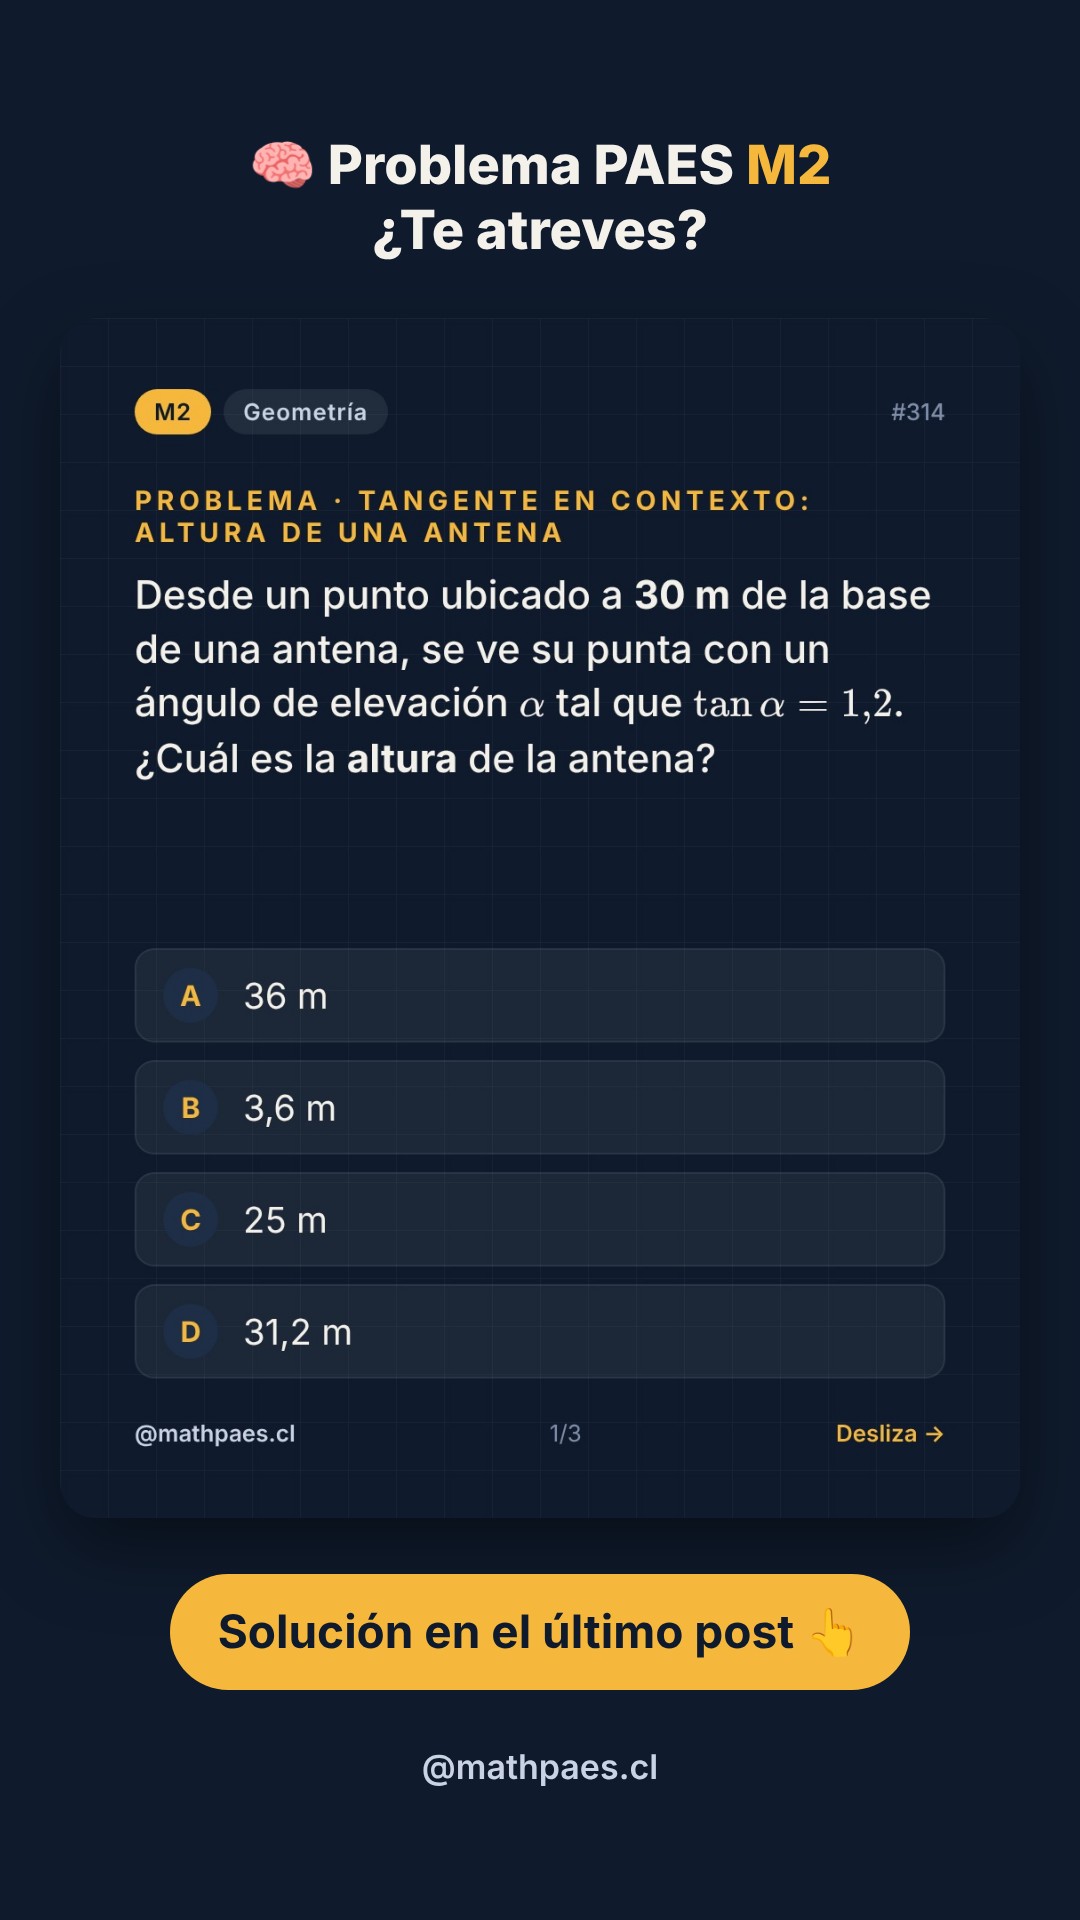 🧠 Problema PAES M2
¿Te atreves?
M2 Geometría #314
PROBLEMA · TANGENTE EN CONTEXTO:
ALTURA DE UNA ANTENA
Desde un punto ubicado a 30 m de la base
de una antena, se ve su punta con un
ángulo de elevación α tal que tan α = 1,2.
¿Cuál es la altura de la antena?
A 36 m
B 3,6 m
C 25 m
D 31,2 m
@mathpaes.cl 1/3 Desliza →
Solución en el último post 👆
@mathpaes.cl